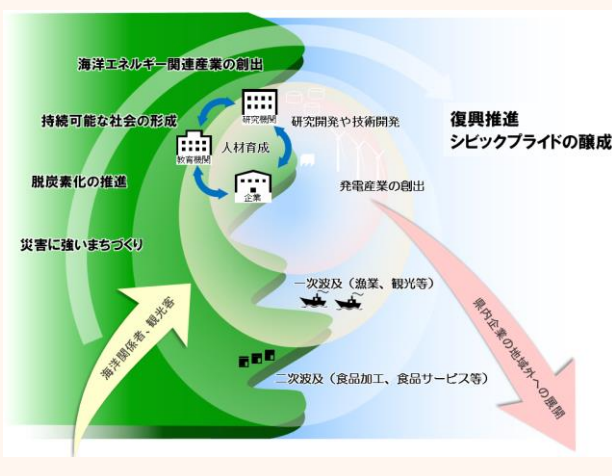 海洋エネルギー関連産業の創出
持続可能な社会の形成
脱炭素化の推進
災害に強いまちづくり
研究機関
教育機関
人材育成
企業
研究開発や技術開発
発電産業の創出
復興推進
シビックプライドの醸成
一次波及（漁業、観光等）
二次波及（食品加工、食品サービス等）
海洋関係者、観光客
県内企業の地域外への展開